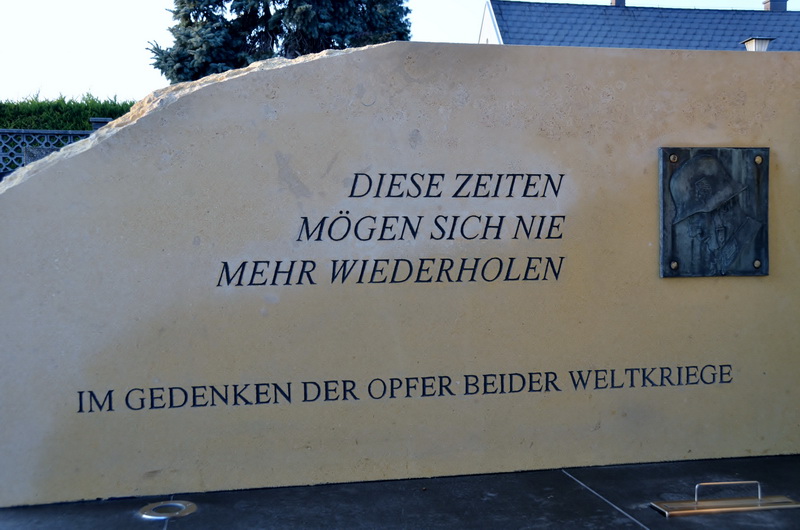 DIESE ZEITEN
MÖGEN SICH NIE
MEHR WIEDERHOLEN
IM GEDENKEN DER OPFER BEIDER WELTKRIEGE